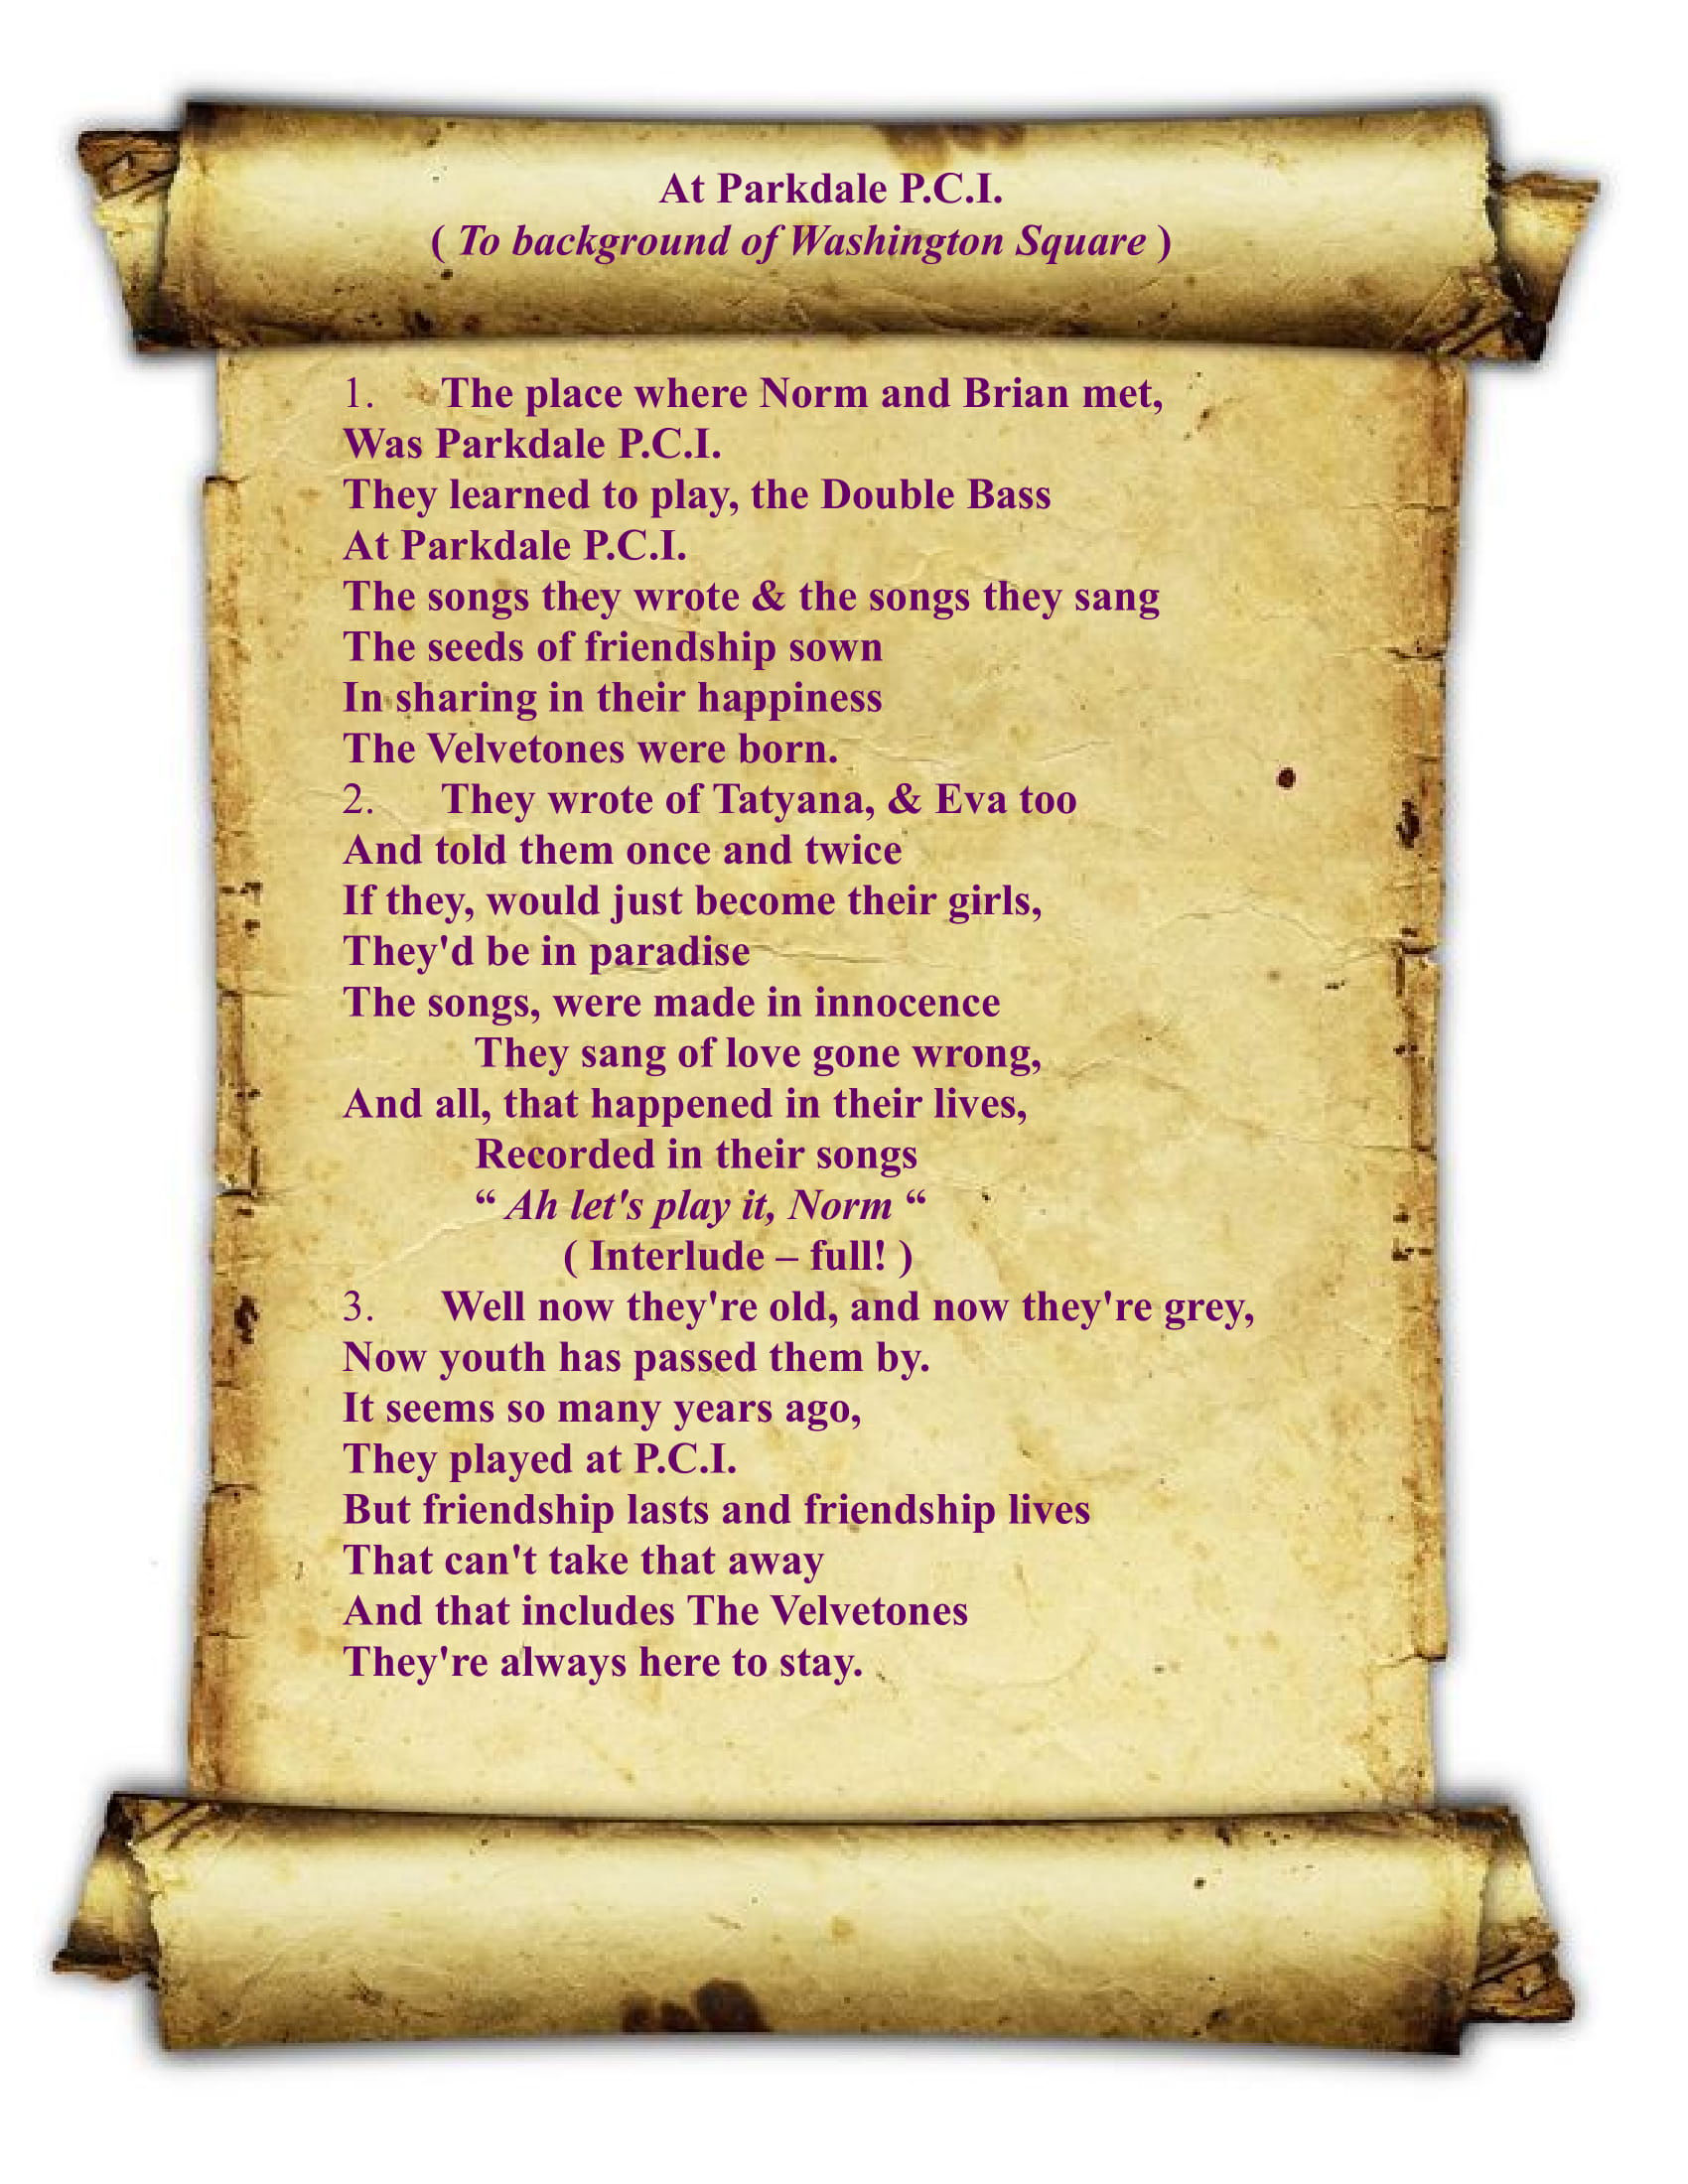 At Parkdale P.C.I.
( To background of Washington Square )
1. The place where Norm and Brian met,
Was Parkdale P.C.I.
They learned to play, the Double Bass
At Parkdale P.C.I.
The songs they wrote & the songs they sang
The seeds of friendship sown
In sharing in their happiness
The Velvetones were born.
2. They wrote of Tatyana, & Eva too
And told them once and twice
If they, would just become their girls,
They'd be in paradise
The songs, were made in innocence
They sang of love gone wrong,
And all, that happened in their lives,
Recorded in their songs
“ Ah let's play it, Norm “
( Interlude – full! )
3. Well now they're old, and now they're grey,
Now youth has passed them by.
It seems so many years ago,
They played at P.C.I.
But friendship lasts and friendship lives
That can't take that away
And that includes The Velvetones
They're always here to stay.